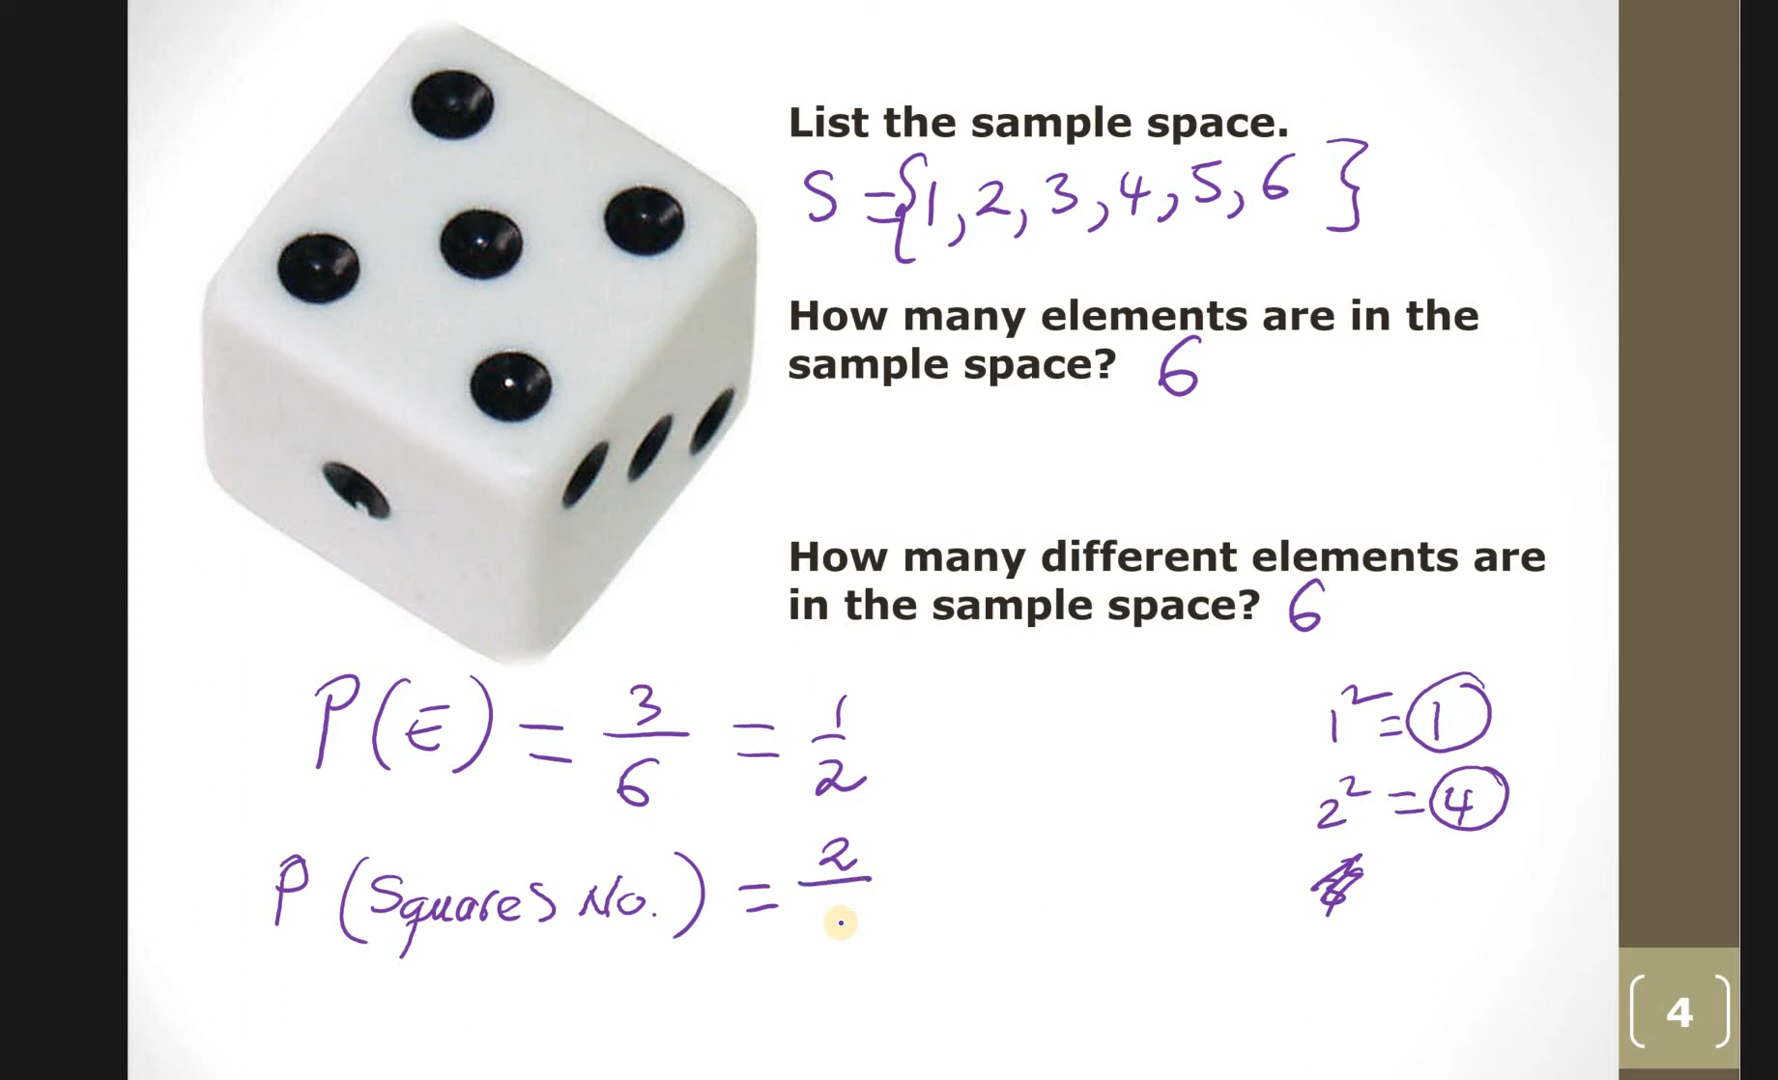 List the sample space.
S = {1, 2, 3, 4, 5, 6 }
How many elements are in the
sample space? 6
How many different elements are
in the sample space? 6
P(E) = 3/6 = 1/2
P (Squares No.) = 2/
1² = 1
2² = 4
[ 4 ]